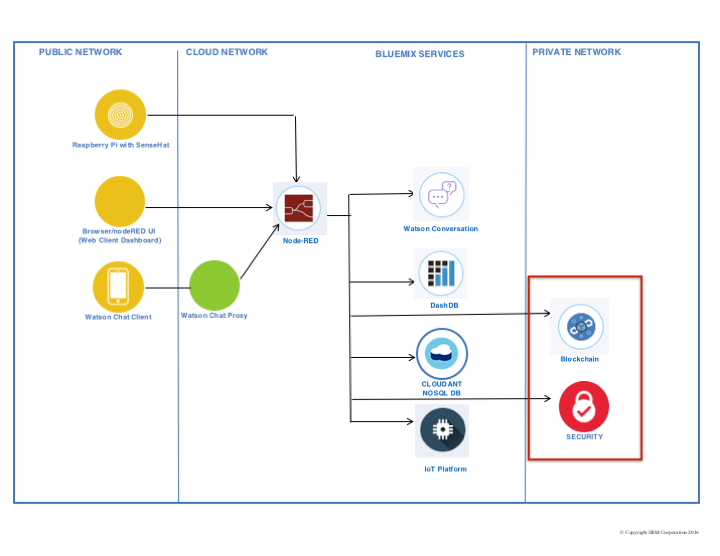 PUBLIC NETWORK
CLOUD NETWORK
BLUEMIX SERVICES
PRIVATE NETWORK
Raspberry Pi with SenseHat
Browser/nodeRED UI
(Web Client Dashboard)
Watson Chat Client
Watson Chat Proxy
Node-RED
?
Watson Conversation
DashDB
CLOUDANT
NOSQL DB
IoT Platform
Blockchain
SECURITY
© Copyright IBM Corporation 2016